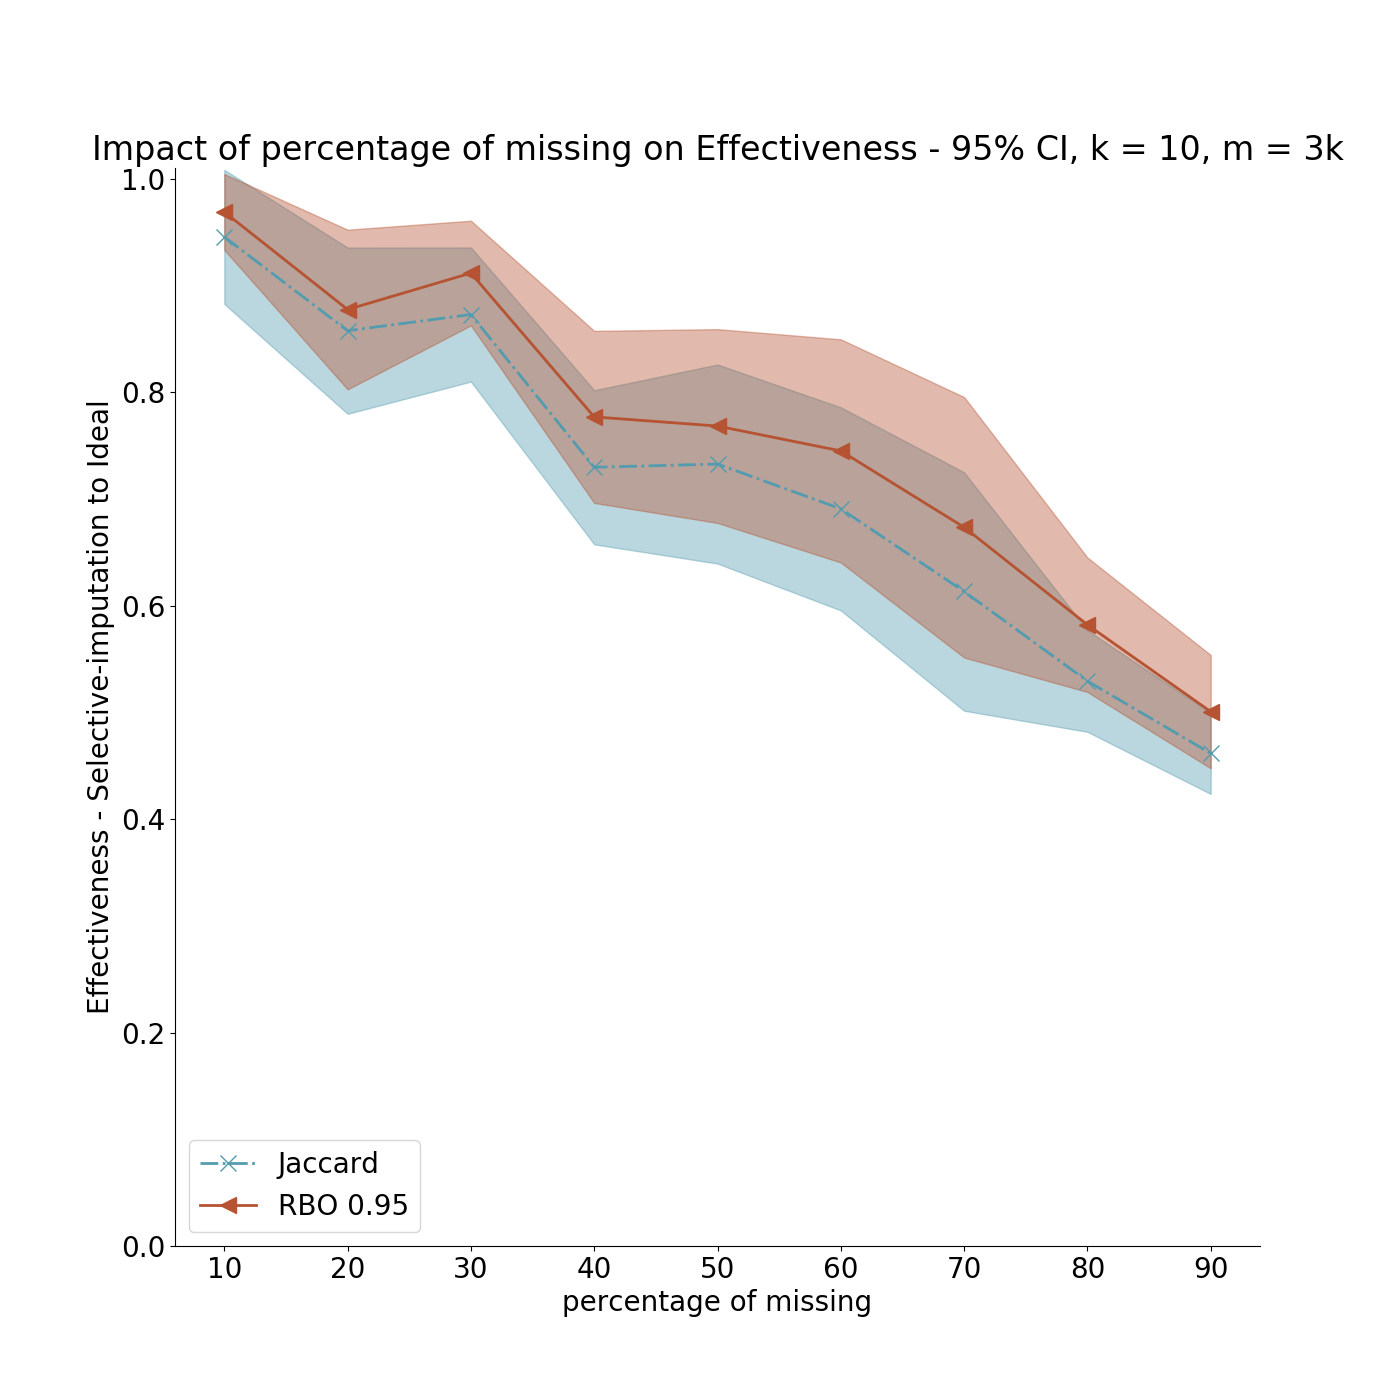 Impact of percentage of missing on Effectiveness - 95% CI, k = 10, m = 3k
1.0
0.8
0.6
0.4
0.2
0.0
Effectiveness - Selective-imputation to Ideal
Jaccard
RBO 0.95
10 20 30 40 50 60 70 80 90
percentage of missing